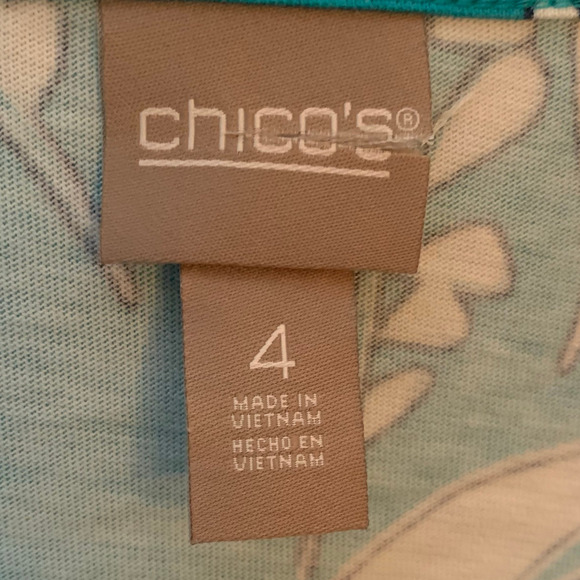 chico's®
4
MADE IN
VIETNAM
HECHO EN
VIETNAM